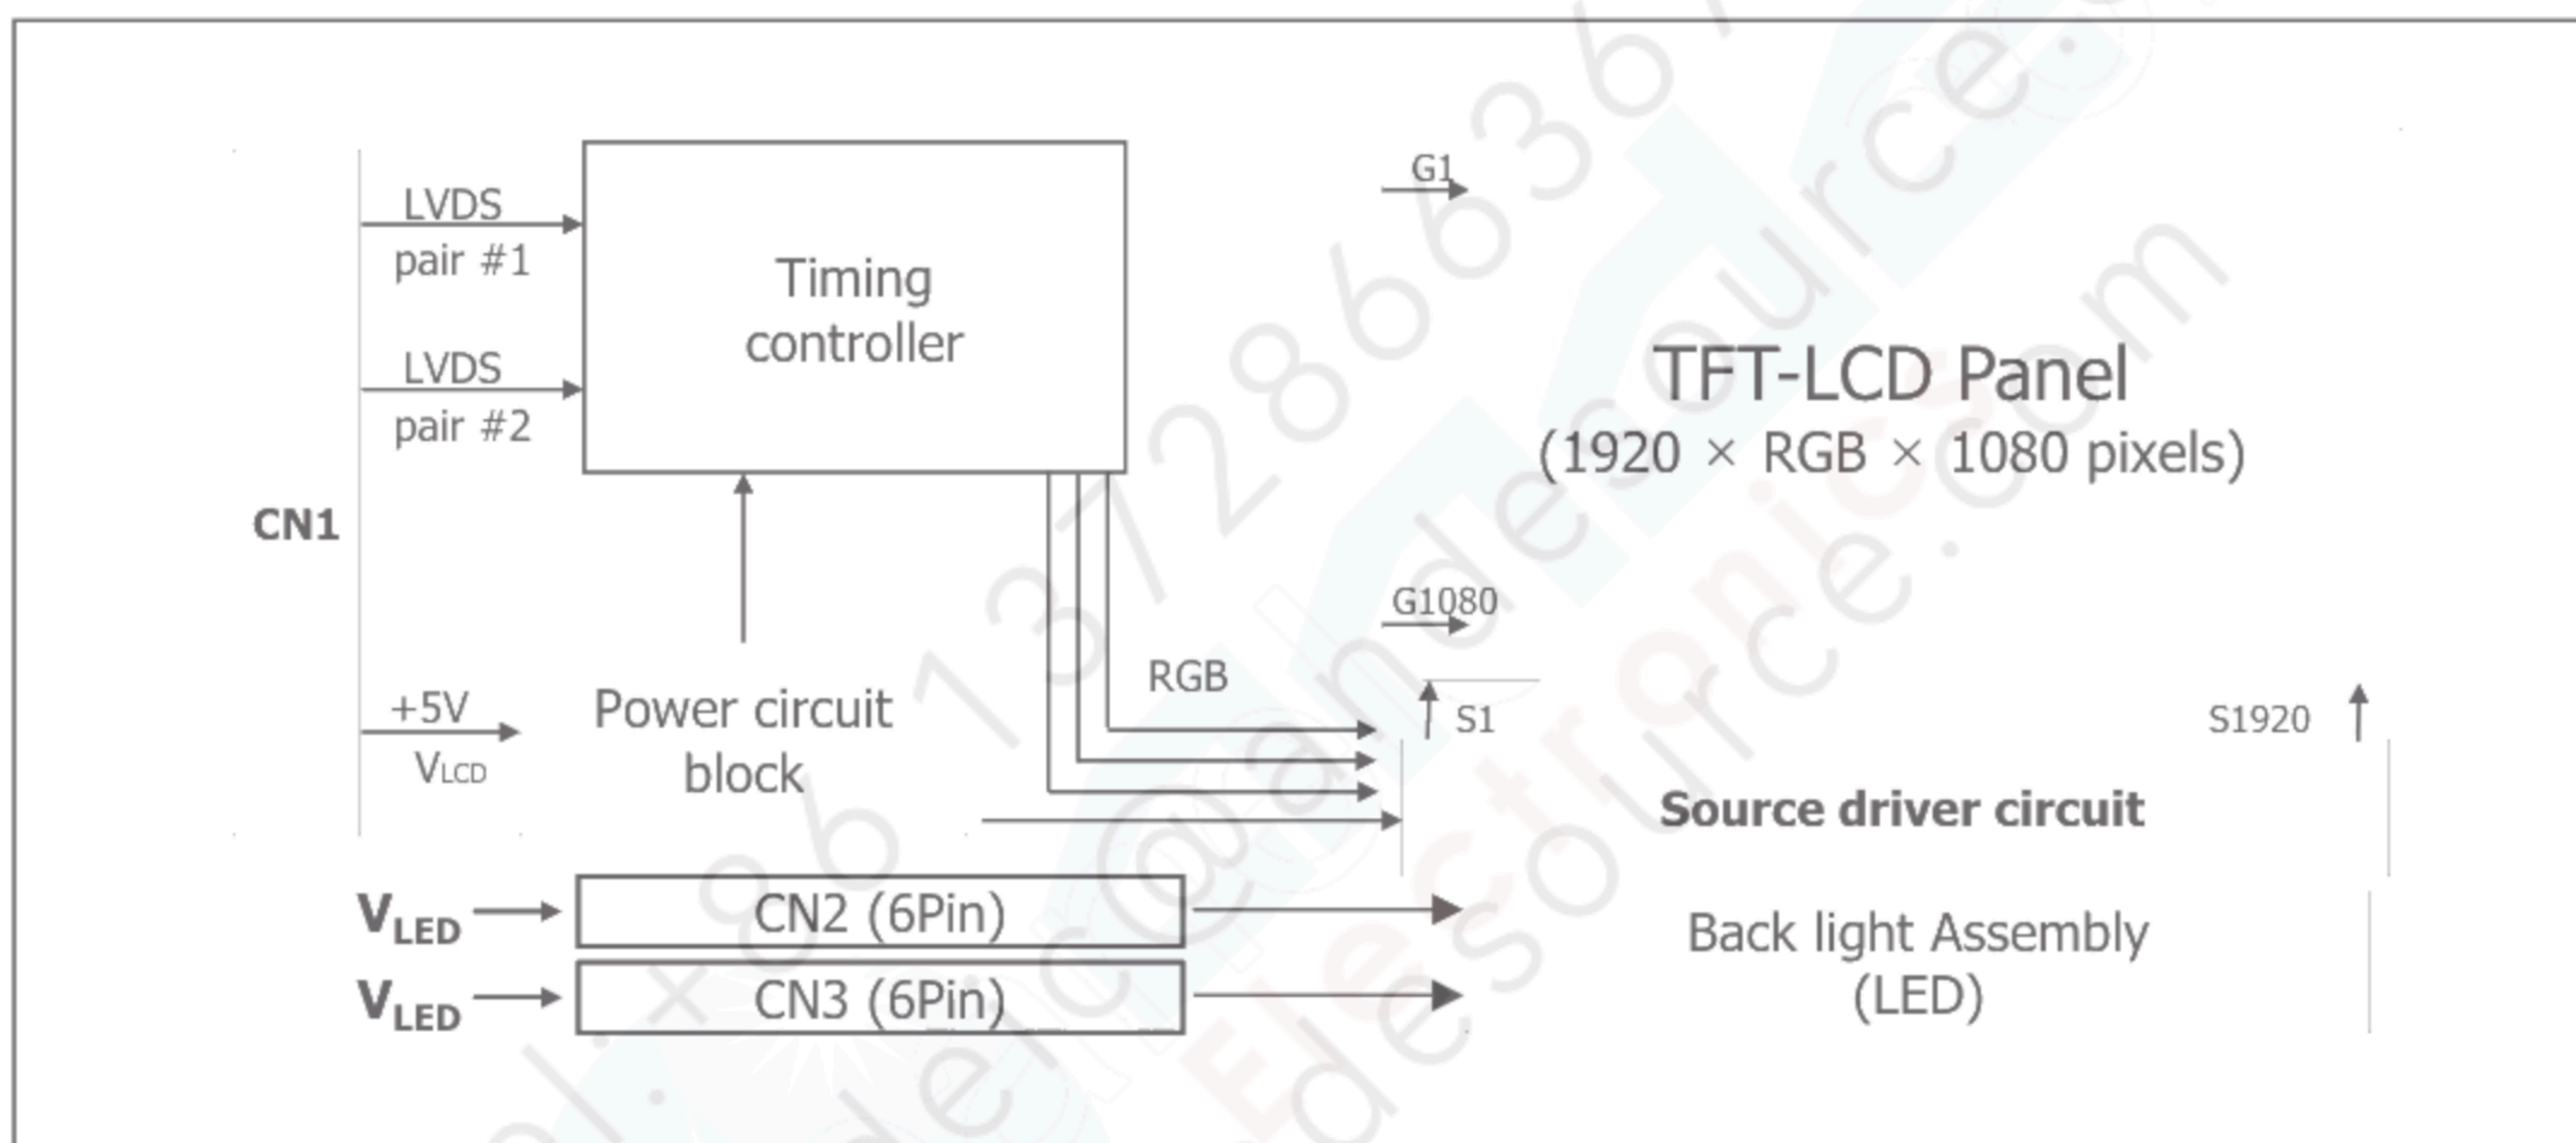 LVDS
pair #1
LVDS
pair #2
CN1
Timing
controller
G1
TFT-LCD Panel
(1920 × RGB × 1080 pixels)
G1080
RGB
+5V
VLCD
Power circuit
block
S1
S1920
Source driver circuit
VLED
CN2 (6Pin)
VLED
CN3 (6Pin)
Back light Assembly
(LED)
Electronics